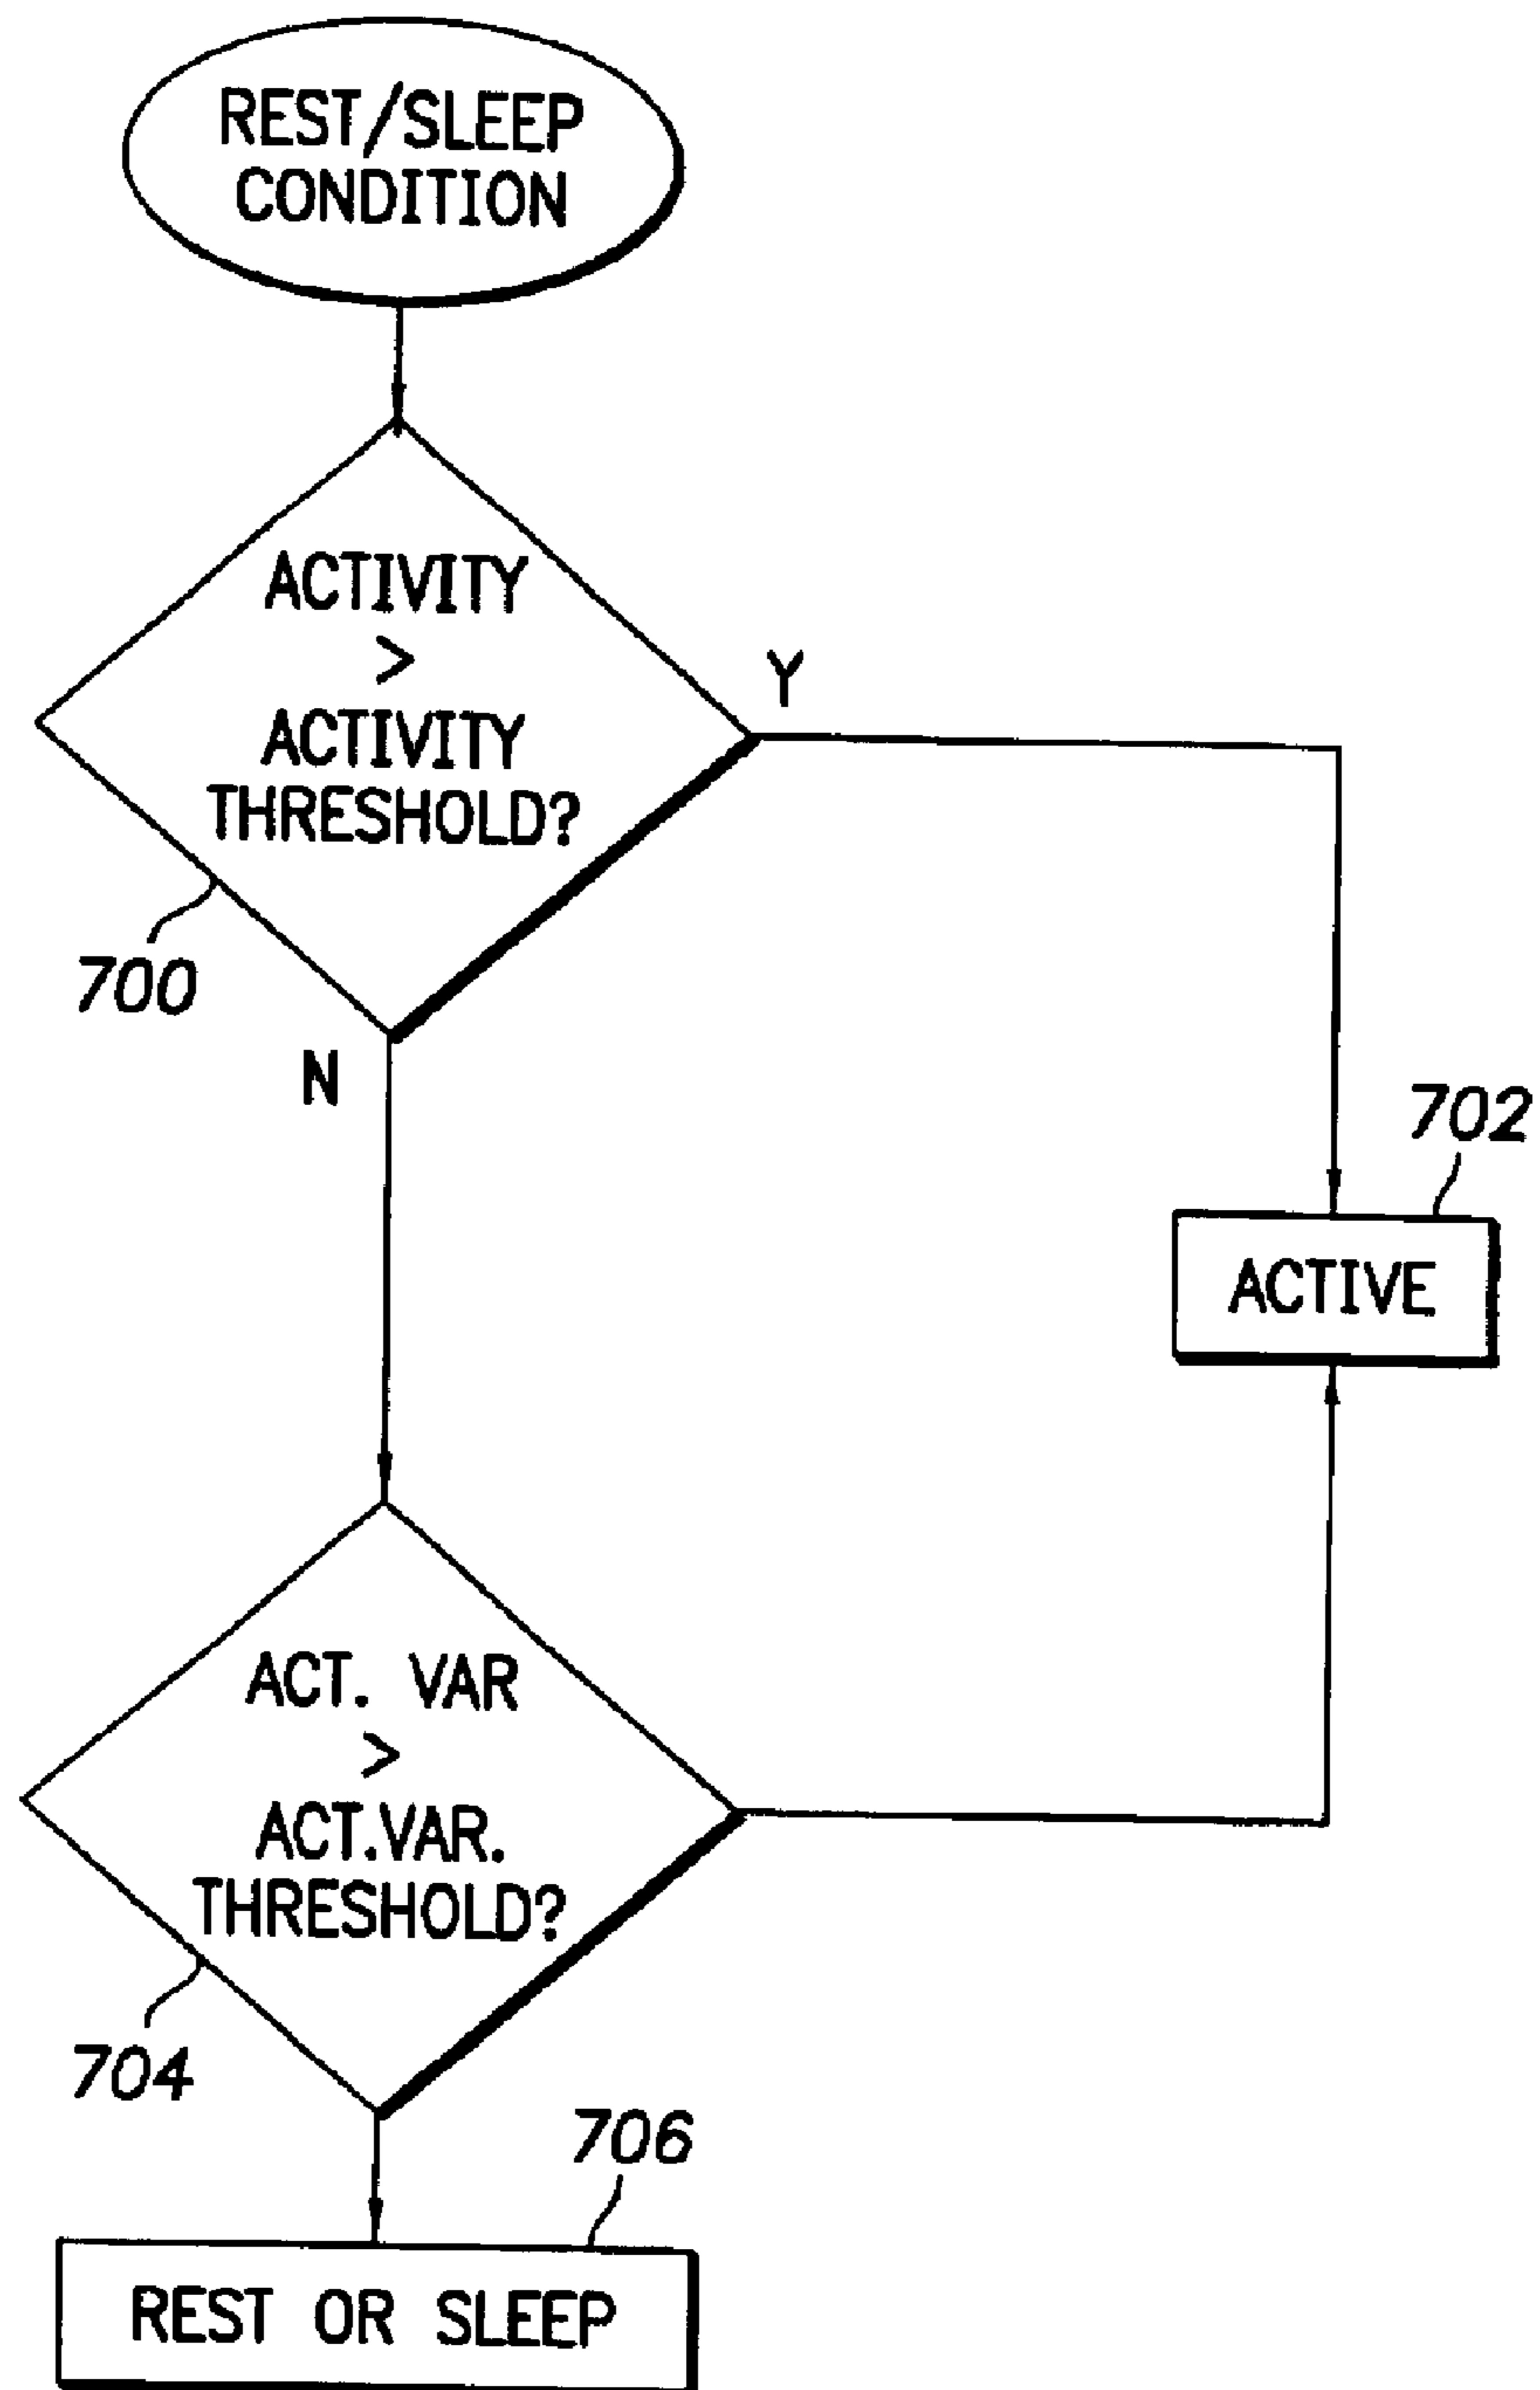 REST/SLEEP
CONDITION
ACTIVITY
>
ACTIVITY
THRESHOLD?
Y
700
N
702
ACTIVE
ACT. VAR
>
ACT.VAR.
THRESHOLD?
704
706
REST OR SLEEP